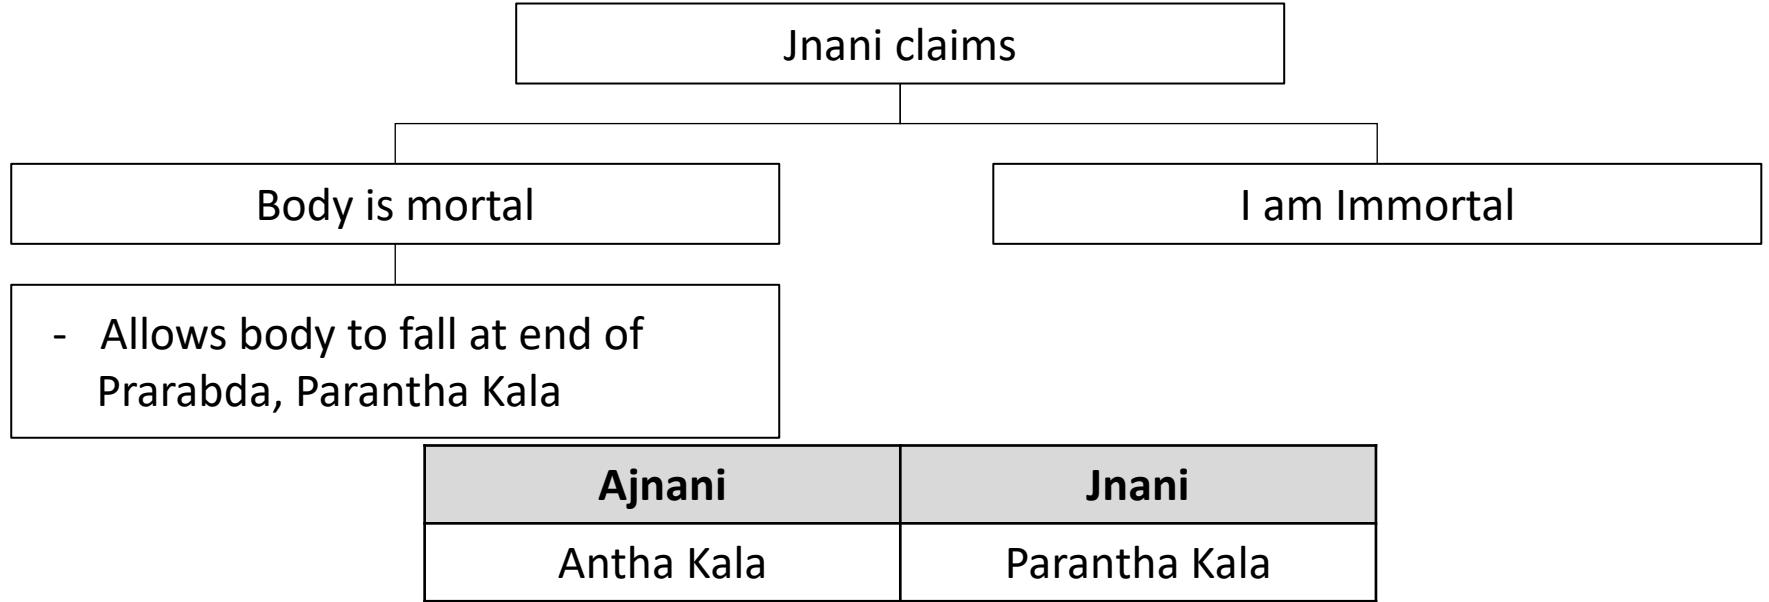 Jnani claims
Body is mortal
I am Immortal
- Allows body to fall at end of
Prarabda, Parantha Kala
Ajnani
Jnani
Antha Kala
Parantha Kala